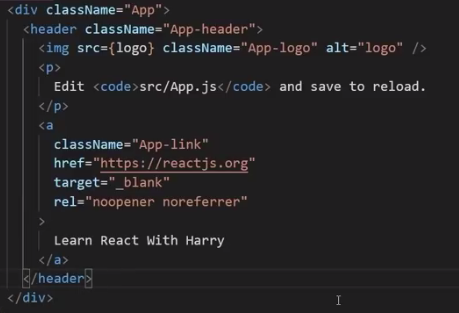 <div className="App">
<header className="App-header">
<img src={logo} className="App-logo" alt="logo" />
<p>
Edit <code>src/App.js</code> and save to reload.
</p>
<a
className="App-link"
href="https://reactjs.org"
target="_blank"
rel="noopener noreferrer"
>
Learn React With Harry
</a>
</header>
</div>